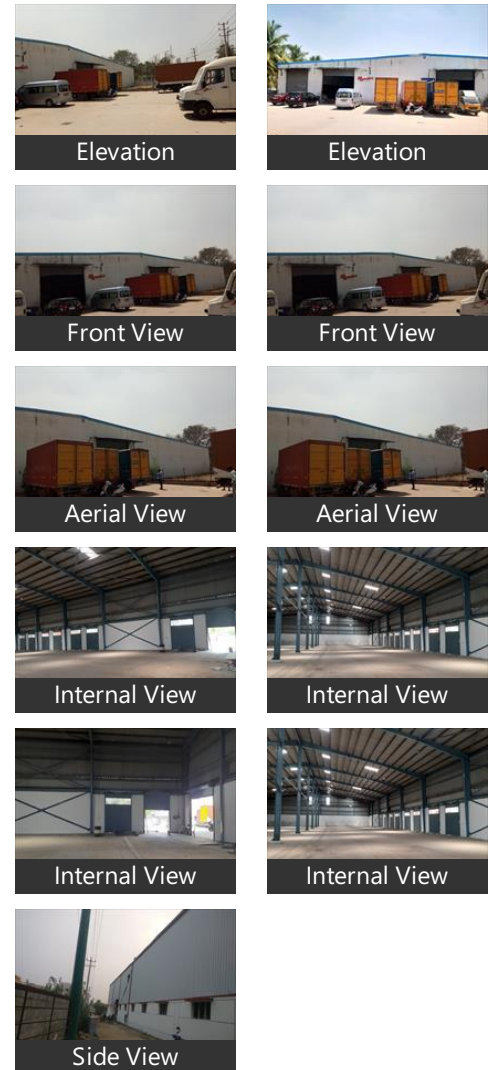 Elevation
Elevation
Front View
Front View
Aerial View
Aerial View
Internal View
Internal View
Internal View
Internal View
Side View